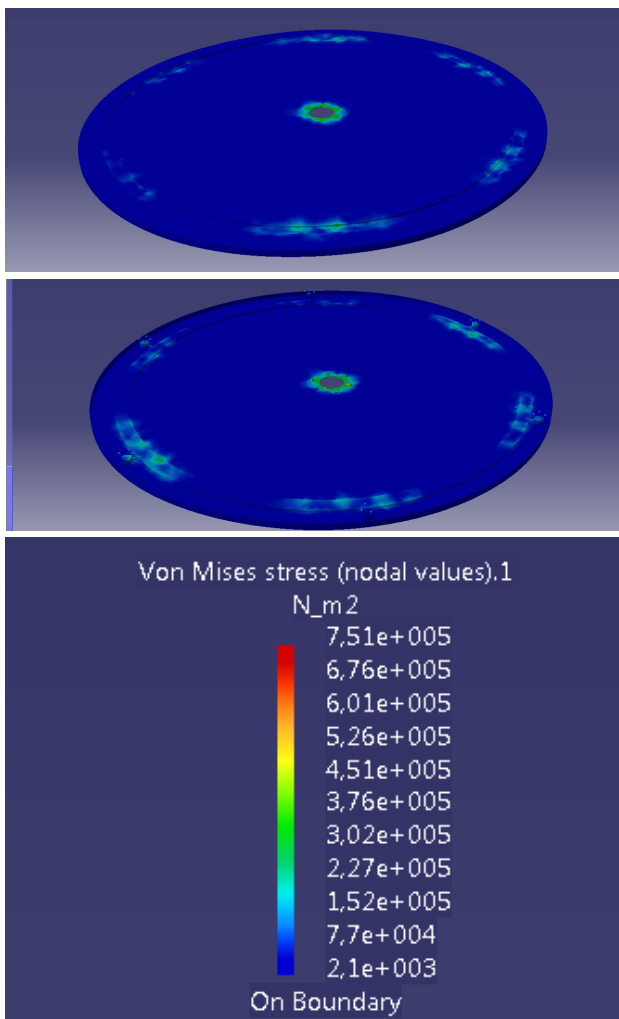 Von Mises stress (nodal values).1
N_m2
7,51e+005
6,76e+005
6,01e+005
5,26e+005
4,51e+005
3,76e+005
3,02e+005
2,27e+005
1,52e+005
7,7e+004
2,1e+003
On Boundary